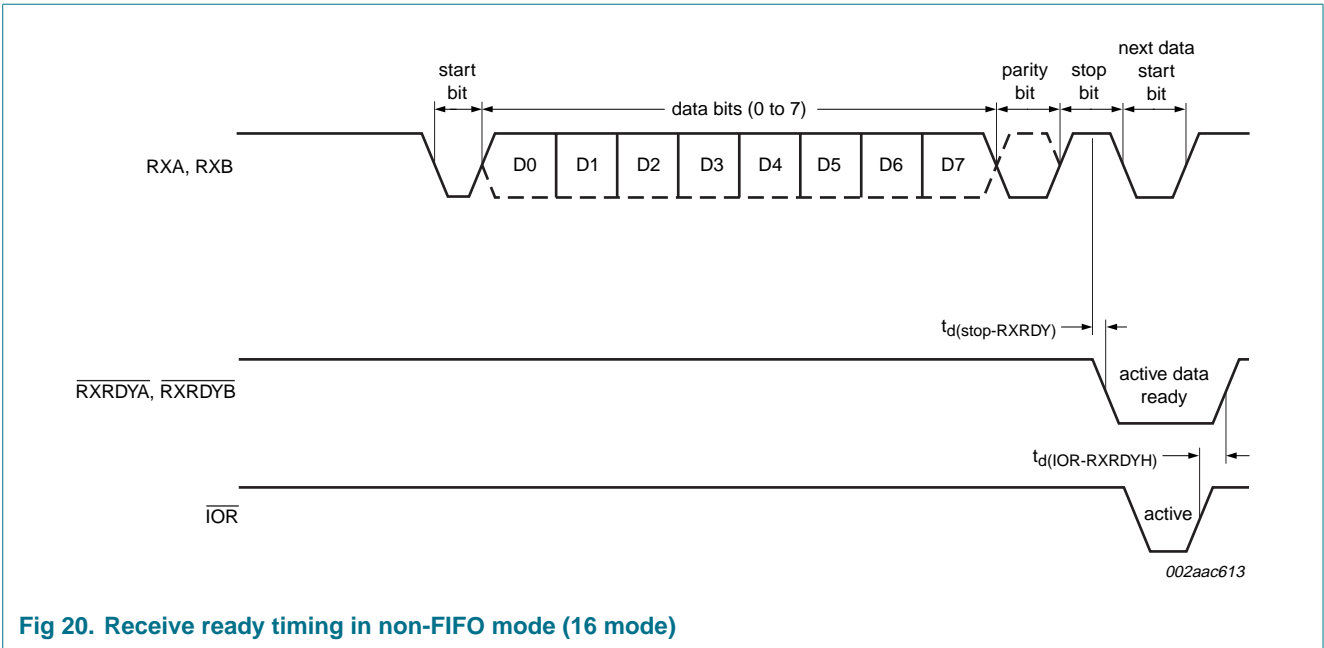 start
bit
data bits (0 to 7)
parity
bit
stop
bit
next data
start
bit
RXA, RXB
D0 D1 D2 D3 D4 D5 D6 D7
td(stop-RXRDY)
RXRDYA, RXRDYB
active data
ready
td(IOR-RXRDYH)
IOR
active
002aac613
Fig 20. Receive ready timing in non-FIFO mode (16 mode)